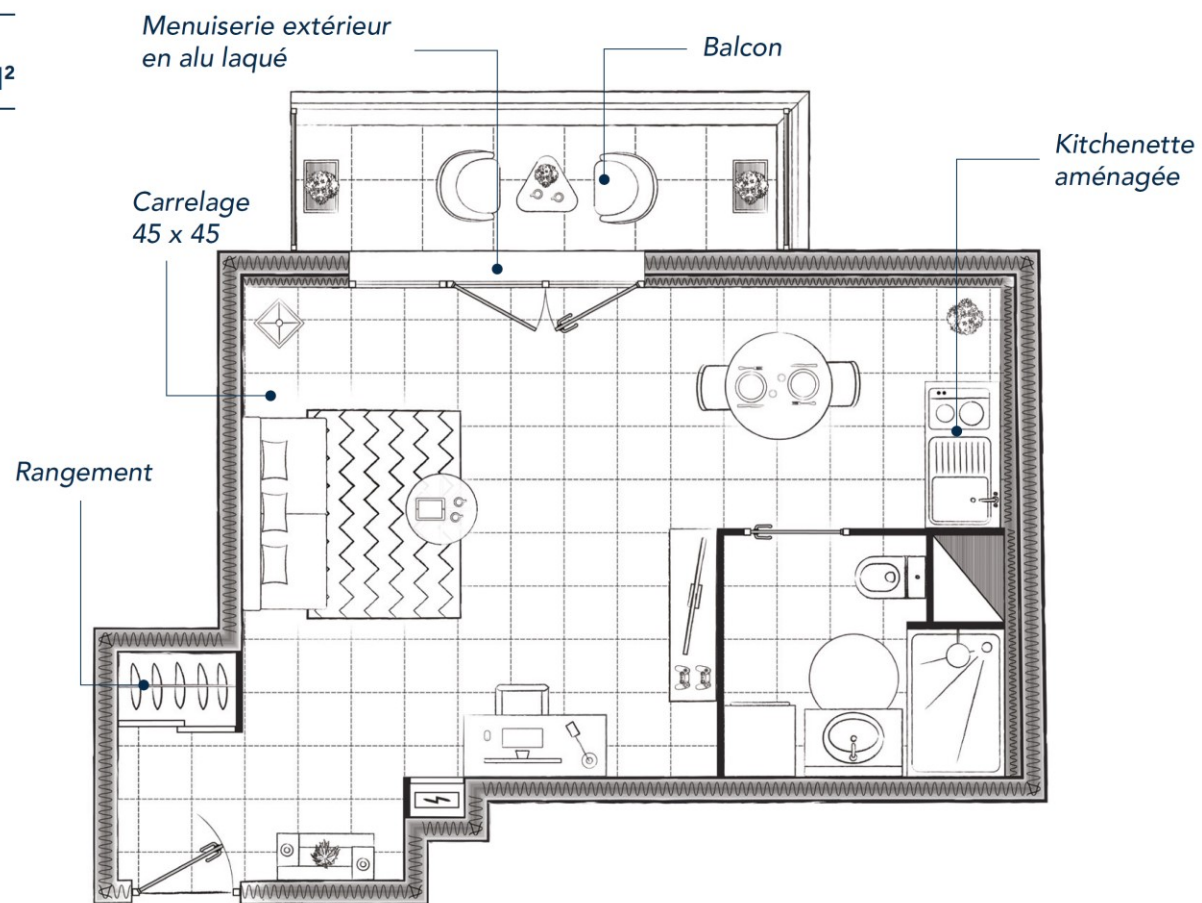 Menuiserie extérieur
en alu laqué
Balcon
Kitchenette
aménagée
Carrelage
45 x 45
Rangement